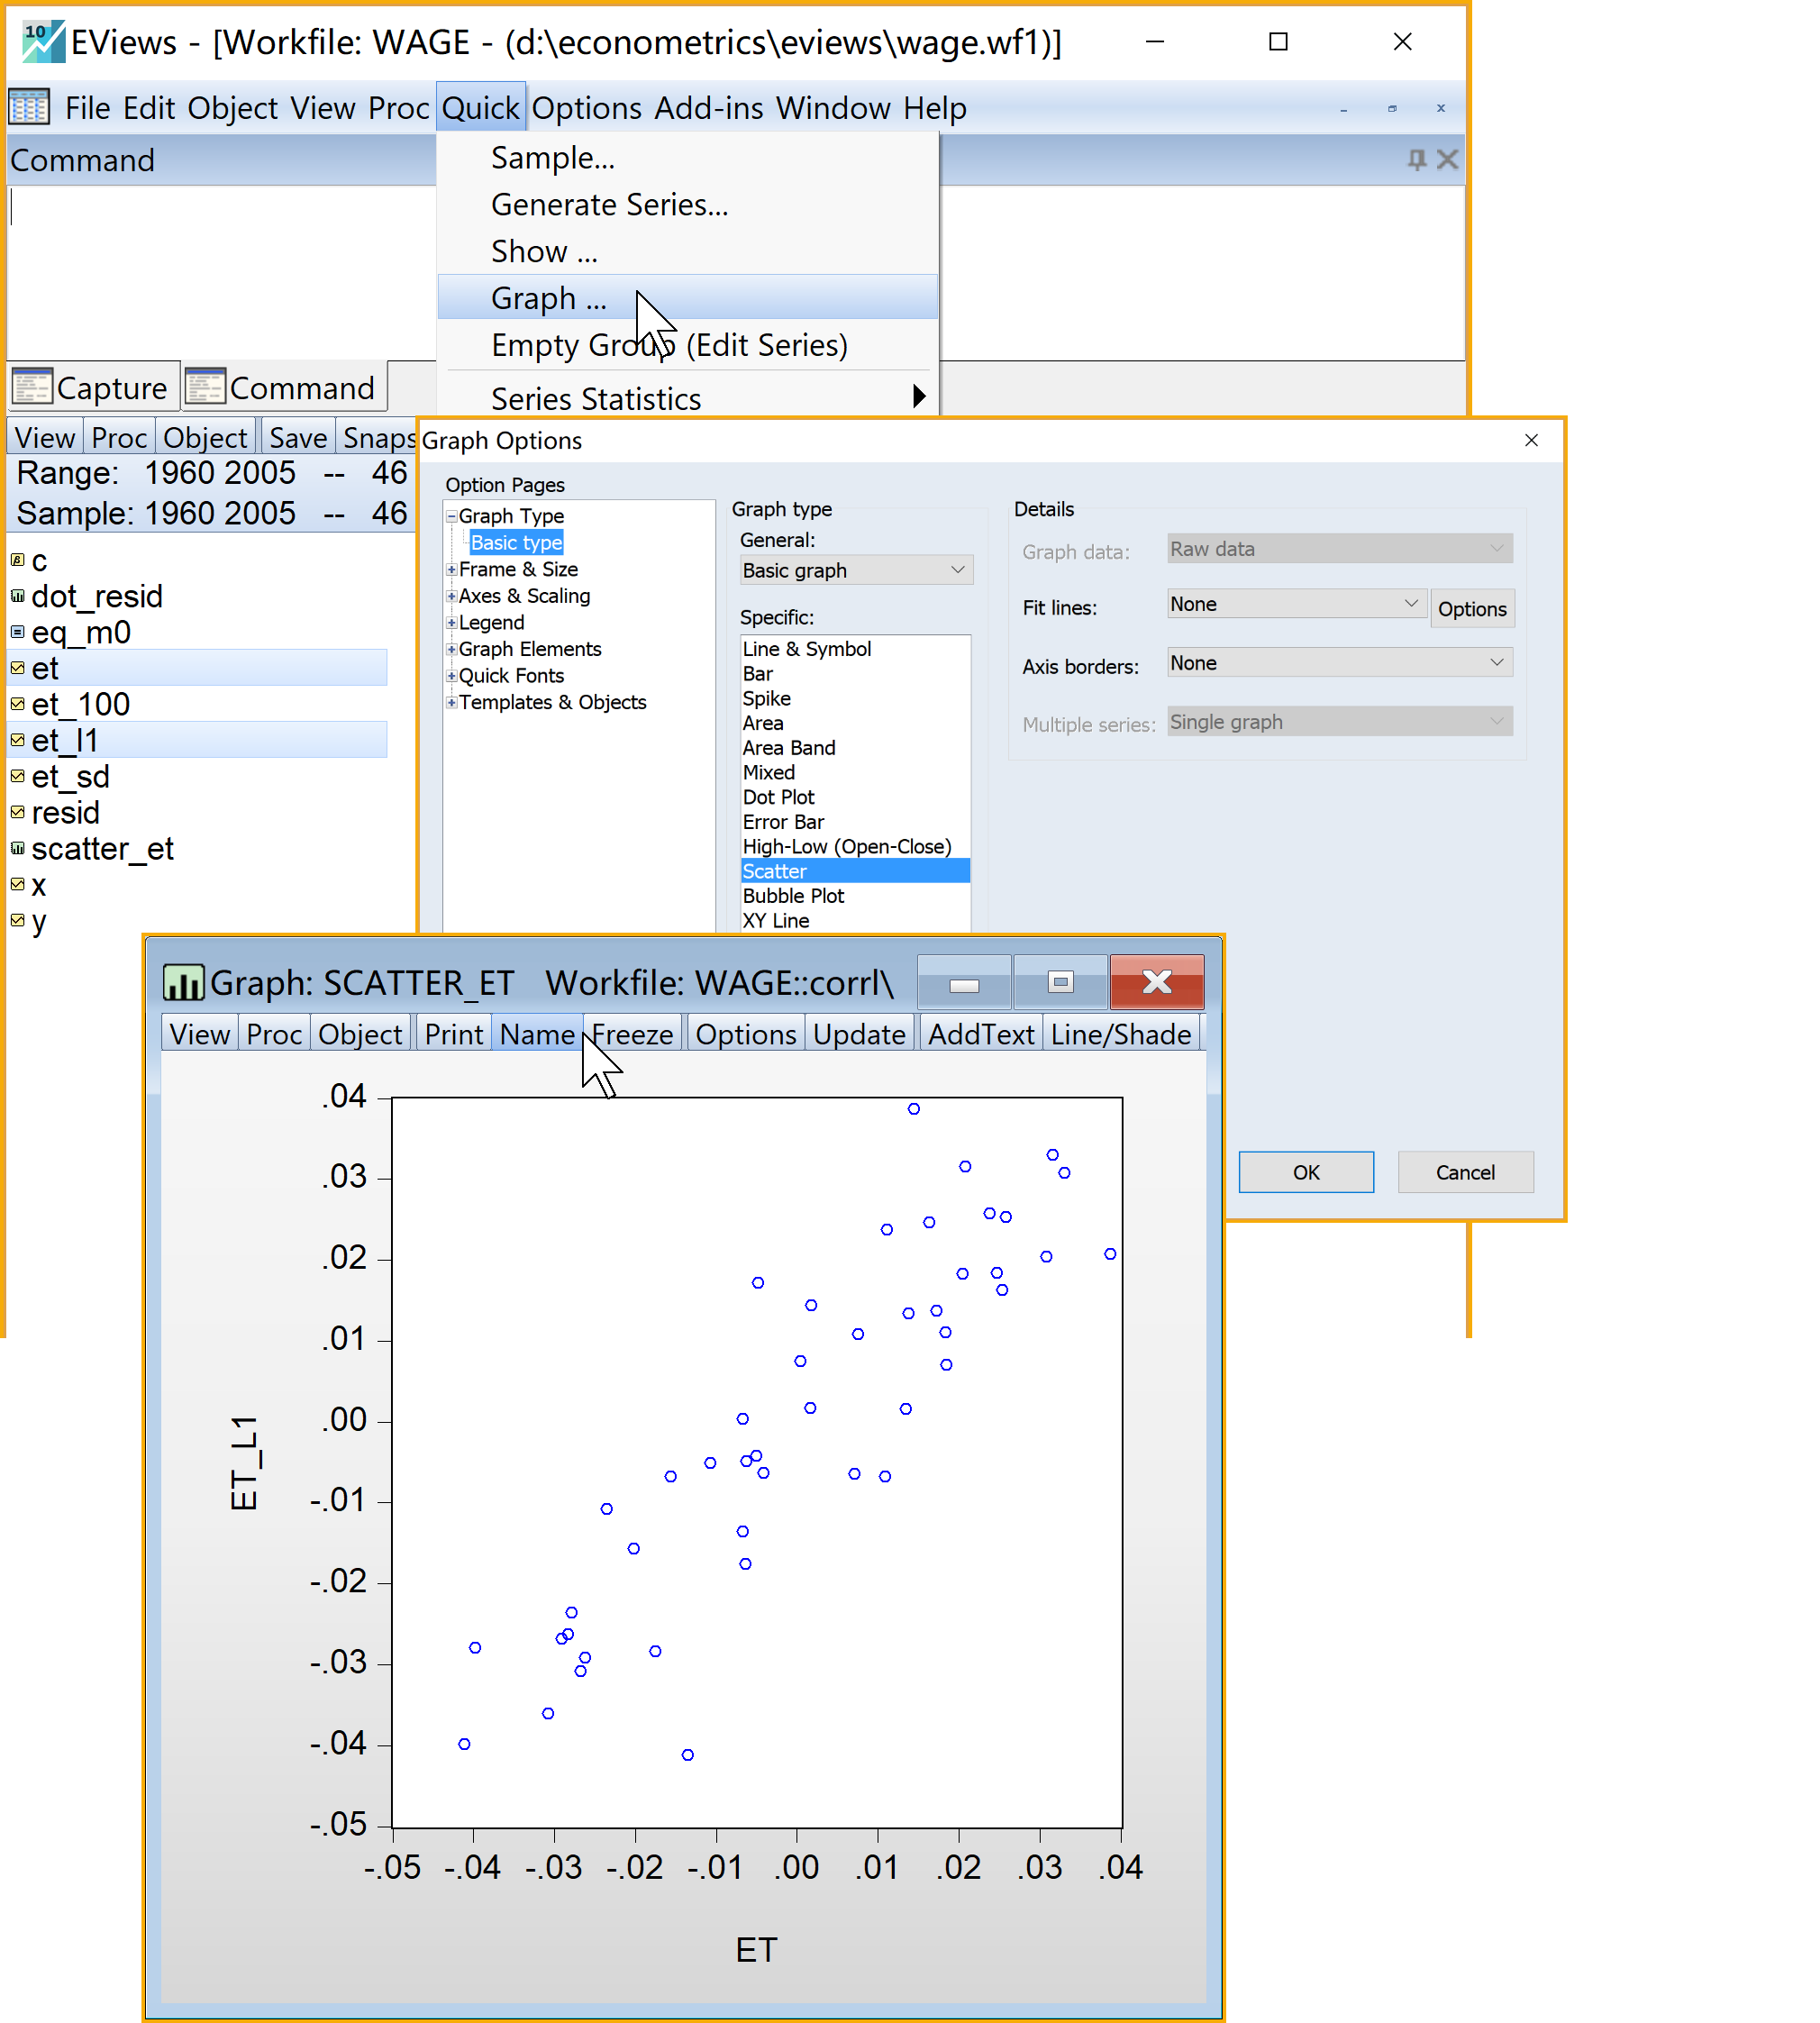 10
EViews - [Workfile: WAGE - (d:\econometrics\eviews\wage.wf1)]
File Edit Object View Proc Quick Options Add-ins Window Help
Command
Sample...
Generate Series...
Show ...
Graph ...
Empty Group (Edit Series)
Series Statistics
Capture Command
View Proc Object Save Snaps
Range: 1960 2005 -- 46
Sample: 1960 2005 -- 46
c
dot_resid
eq_m0
et
et_100
et_l1
et_sd
resid
scatter_et
x
y
Graph Options
Option Pages
Graph Type
Basic type
Frame & Size
Axes & Scaling
Legend
Graph Elements
Quick Fonts
Templates & Objects
Graph type
General:
Basic graph
Specific:
Line & Symbol
Bar
Spike
Area
Area Band
Mixed
Dot Plot
Error Bar
High-Low (Open-Close)
Scatter
Bubble Plot
XY Line
Details
Graph data: Raw data
Fit lines: None Options
Axis borders: None
Multiple series: Single graph
OK Cancel
Graph: SCATTER_ET Workfile: WAGE::corrl\
View Proc Object Print Name Freeze Options Update AddText Line/Shade
.04
.03
.02
.01
.00
-.01
-.02
-.03
-.04
-.05
ET_L1
-.05 -.04 -.03 -.02 -.01 .00 .01 .02 .03 .04
ET